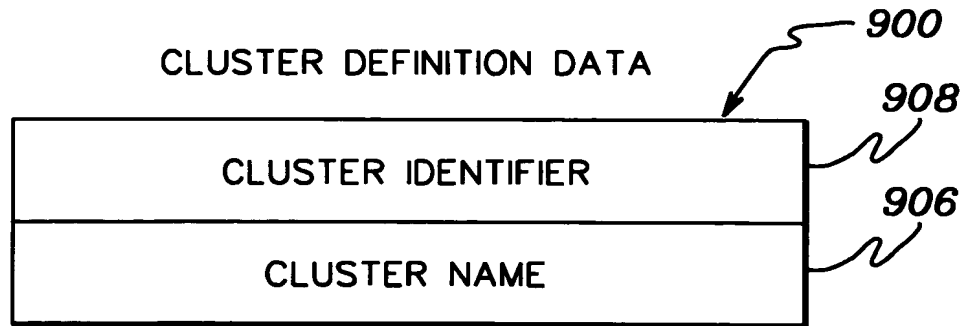 900
CLUSTER DEFINITION DATA
908
CLUSTER IDENTIFIER
906
CLUSTER NAME